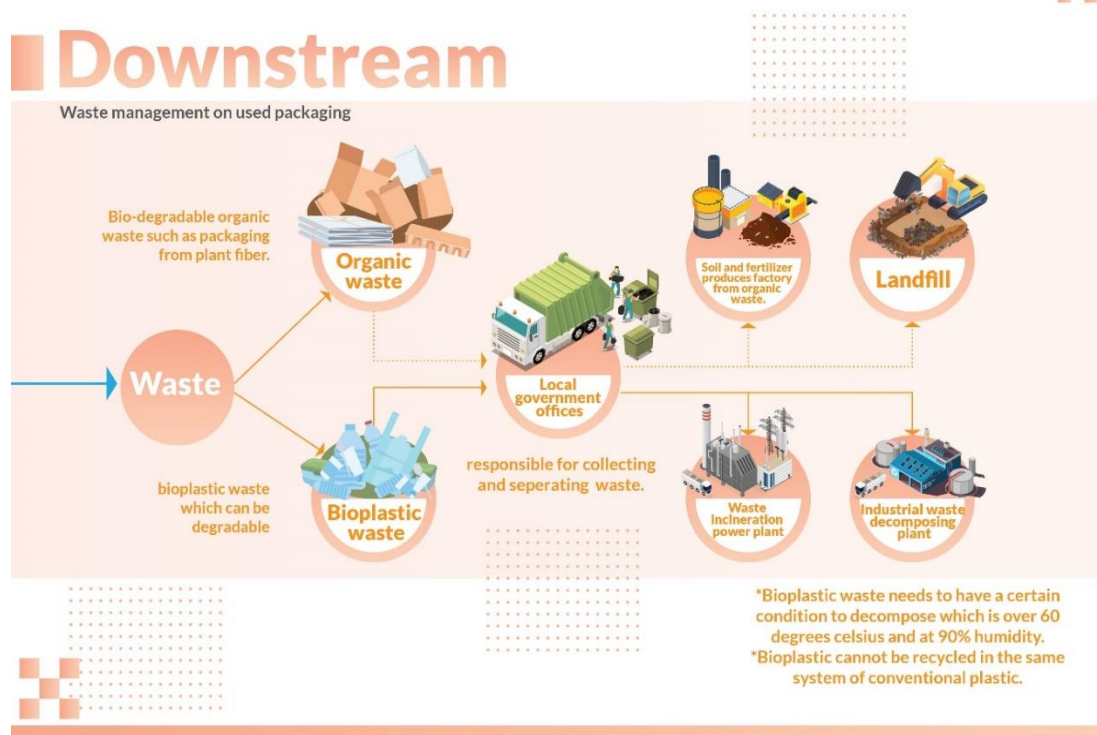 Downstream
Waste management on used packaging
Bio-degradable organic
waste such as packaging
from plant fiber.
Organic
waste
Soil and fertilizer
produces factory
from organic
waste.
Landfill
Waste
Local
government
offices
responsible for collecting
and seperating waste.
bioplastic waste
which can be
degradable
Bioplastic
waste
Waste
Incineration
power plant
Industrial waste
decomposing
plant
*Bioplastic waste needs to have a certain
condition to decompose which is over 60
degrees celsius and at 90% humidity.
*Bioplastic cannot be recycled in the same
system of conventional plastic.